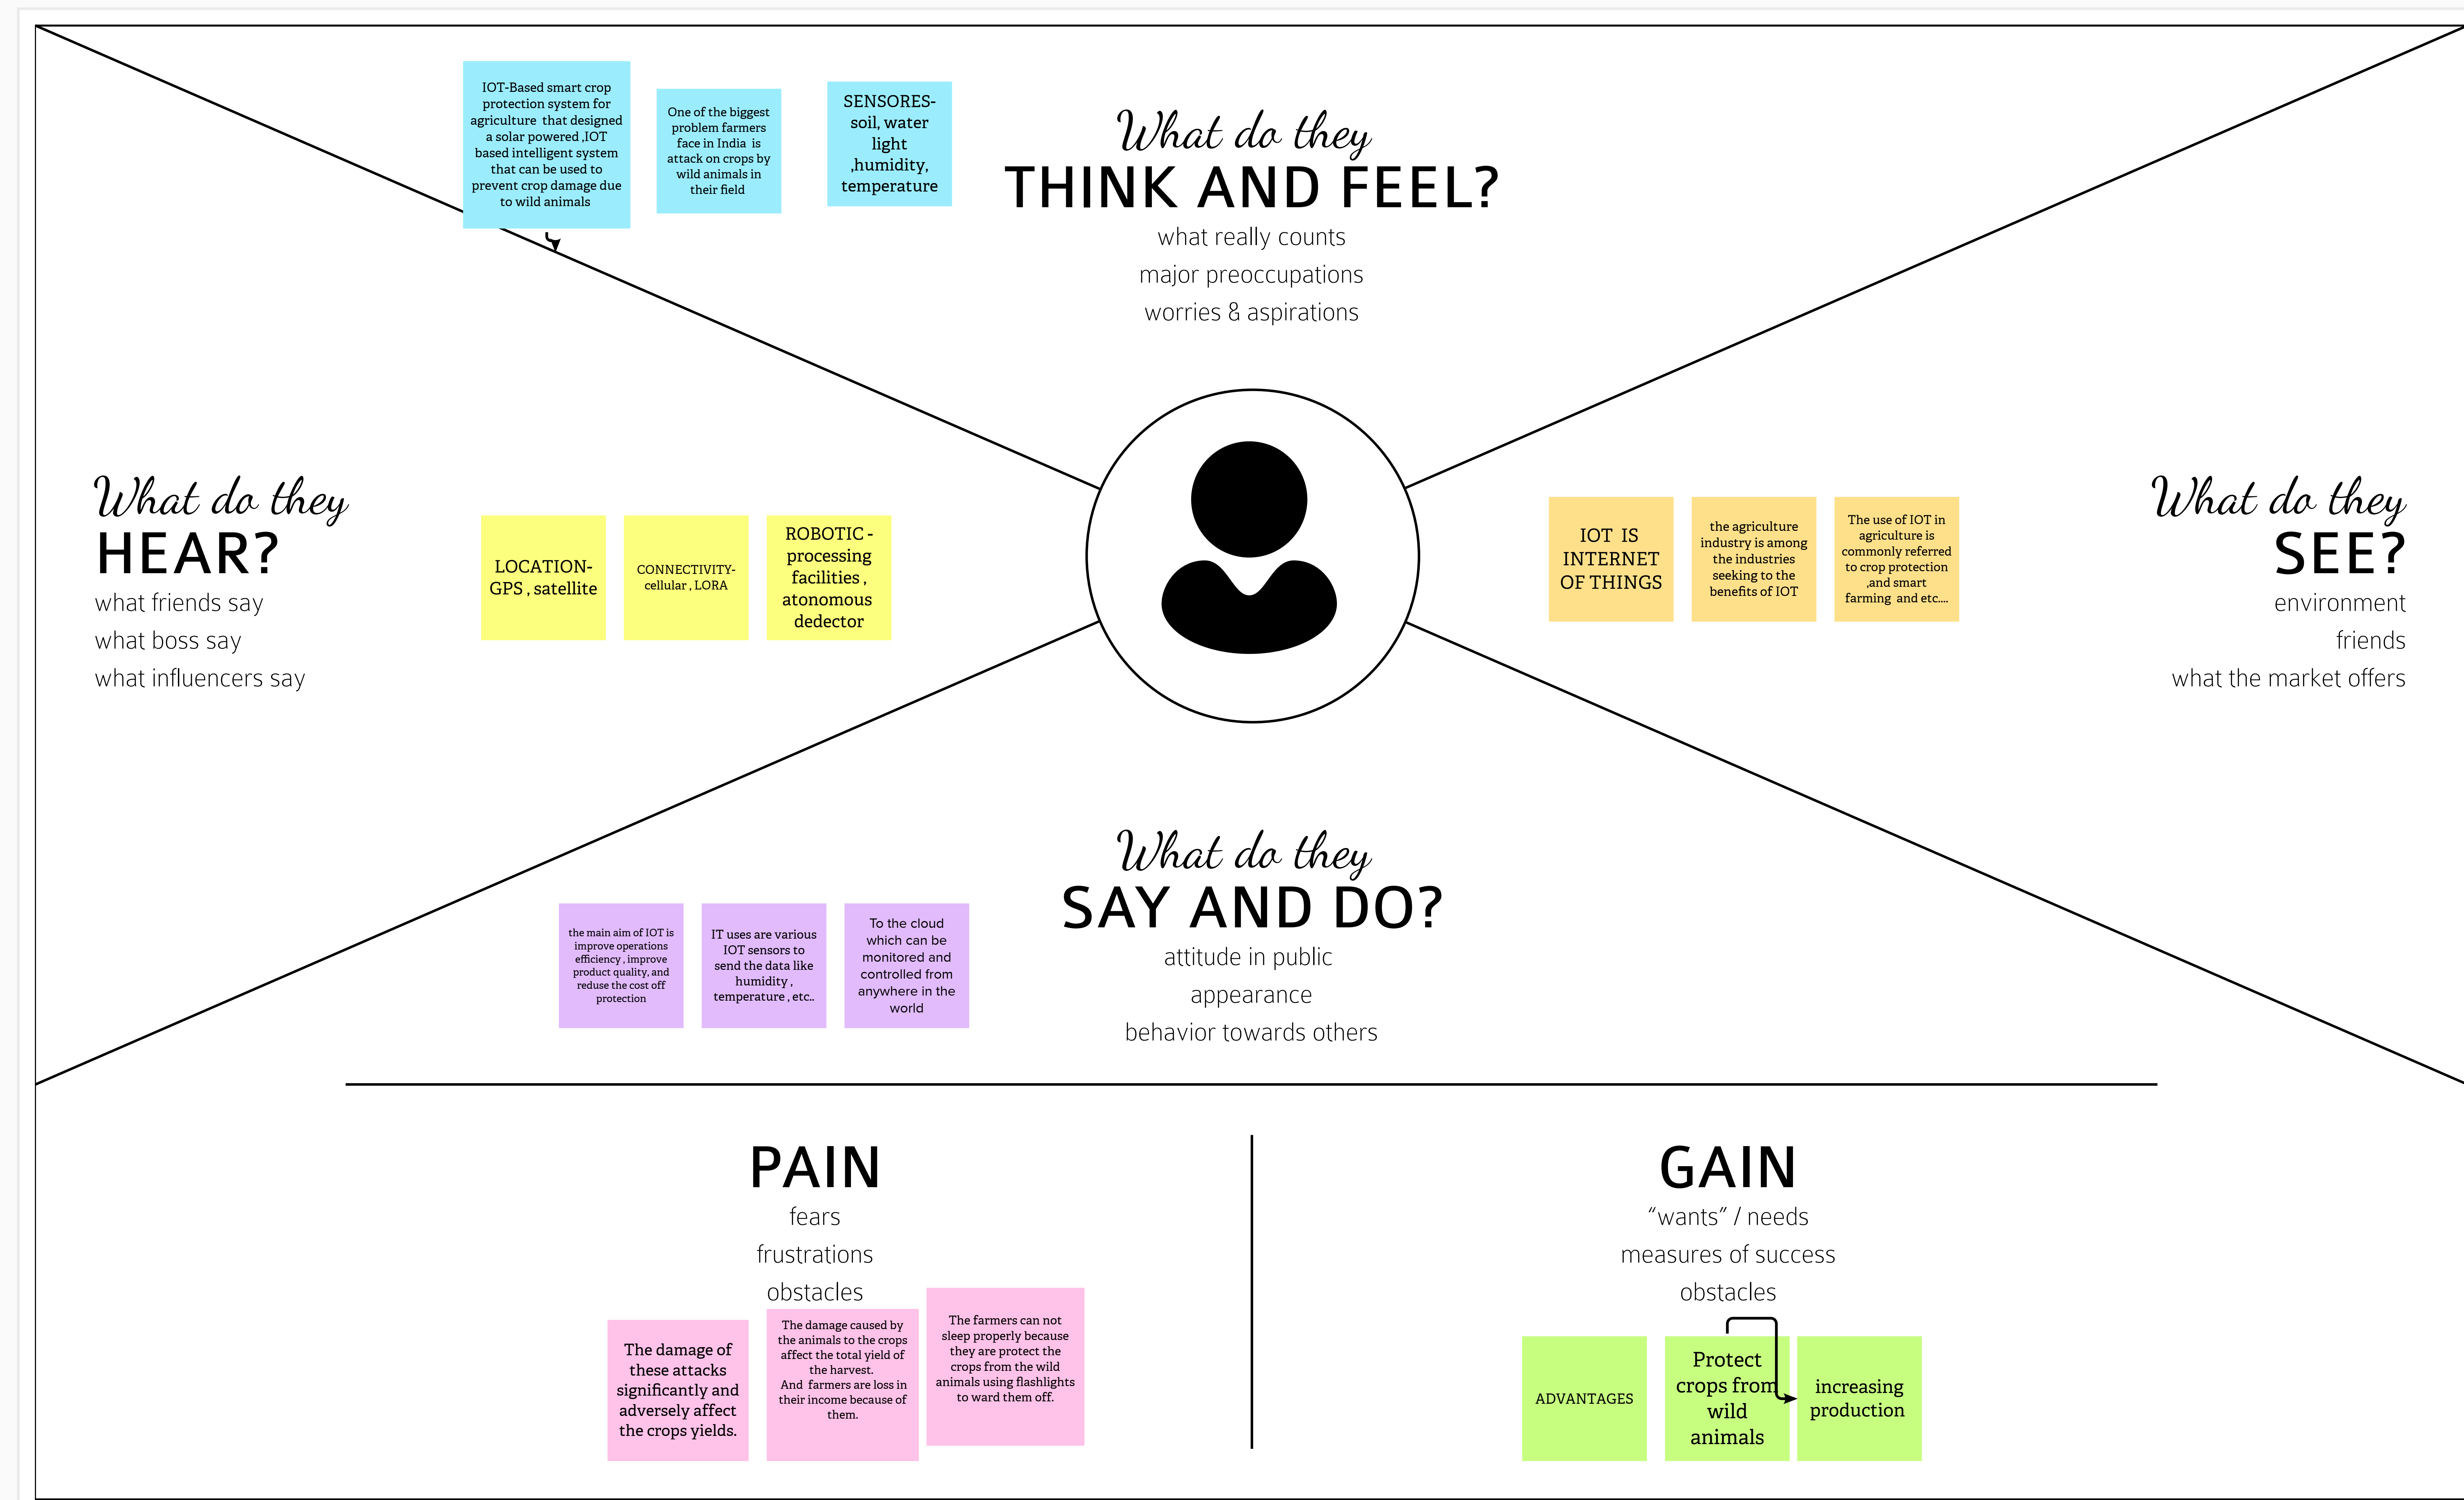 IOT-Based smart crop
protection system for
agriculture that designed
a solar powered ,IOT
based intelligent system
that can be used to
prevent crop damage due
to wild animals
One of the biggest
problem farmers
face in India is
attack on crops by
wild animals in
their field
SENSORES-
soil, water
light
,humidity,
temperature
What do they
THINK AND FEEL?
what really counts
major preoccupations
worries & aspirations
What do they
HEAR?
what friends say
what boss say
what influencers say
LOCATION-
GPS , satellite
CONNECTIVITY-
cellular , LORA
ROBOTIC -
processing
facilities ,
atonomous
dedector
IOT IS
INTERNET
OF THINGS
the agriculture
industry is among
the industries
seeking to the
benefits of IOT
The use of IOT in
agriculture is
commonly referred
to crop protection
,and smart
farming and etc....
What do they
SEE?
environment
friends
what the market offers
What do they
SAY AND DO?
attitude in public
appearance
behavior towards others
the main aim of IOT is
improve operations
efficiency , improve
product quality, and
reduse the cost off
protection
IT uses are various
IOT sensors to
send the data like
humidity ,
temperature , etc..
To the cloud
which can be
monitored and
controlled from
anywhere in the
world
PAIN
fears
frustrations
obstacles
The damage of
these attacks
significantly and
adversely affect
the crops yields.
The damage caused by
the animals to the crops
affect the total yield of
the harvest.
And farmers are loss in
their income because of
them.
The farmers can not
sleep properly because
they are protect the
crops from the wild
animals using flashlights
to ward them off.
GAIN
“wants” / needs
measures of success
obstacles
ADVANTAGES
Protect
crops from
wild
animals
increasing
production